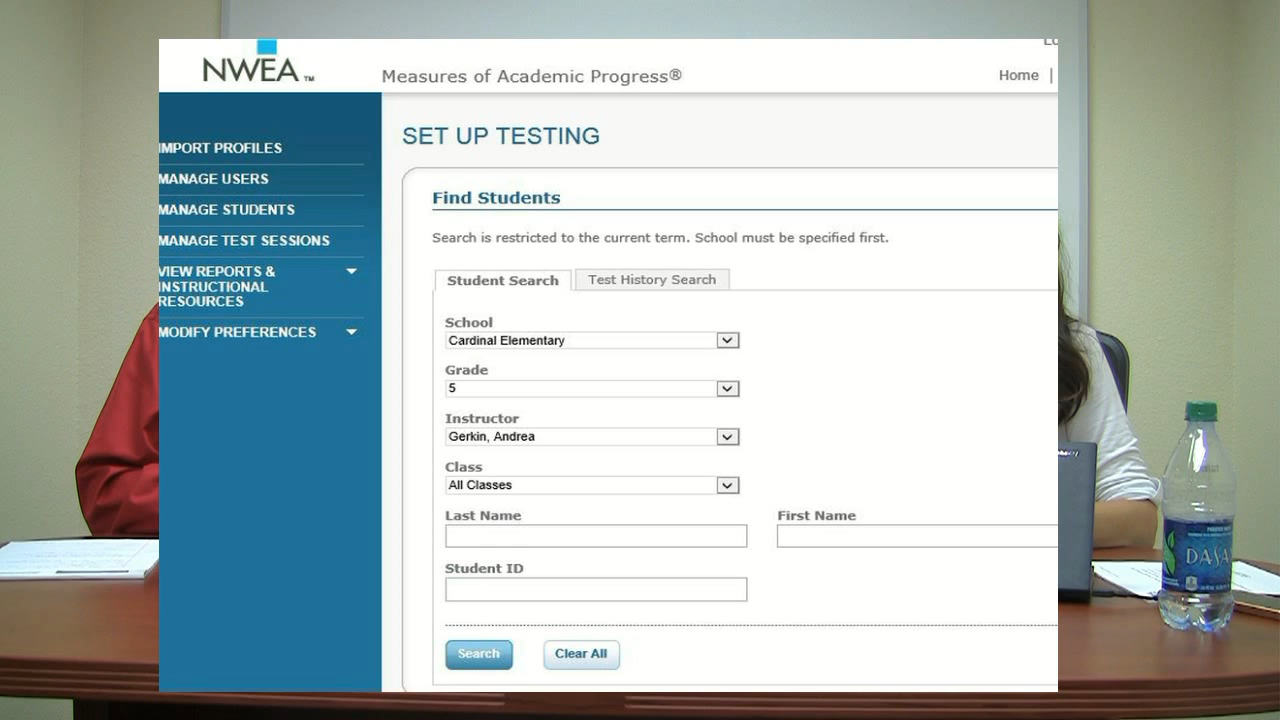 NWEA ™
Measures of Academic Progress®
Home |
IMPORT PROFILES
MANAGE USERS
MANAGE STUDENTS
MANAGE TEST SESSIONS
VIEW REPORTS &
INSTRUCTIONAL
RESOURCES
MODIFY PREFERENCES
SET UP TESTING
Find Students
Search is restricted to the current term. School must be specified first.
Student Search
Test History Search
School
Cardinal Elementary
Grade
5
Instructor
Gerkin, Andrea
Class
All Classes
Last Name
First Name
Student ID
Search
Clear All
DASA